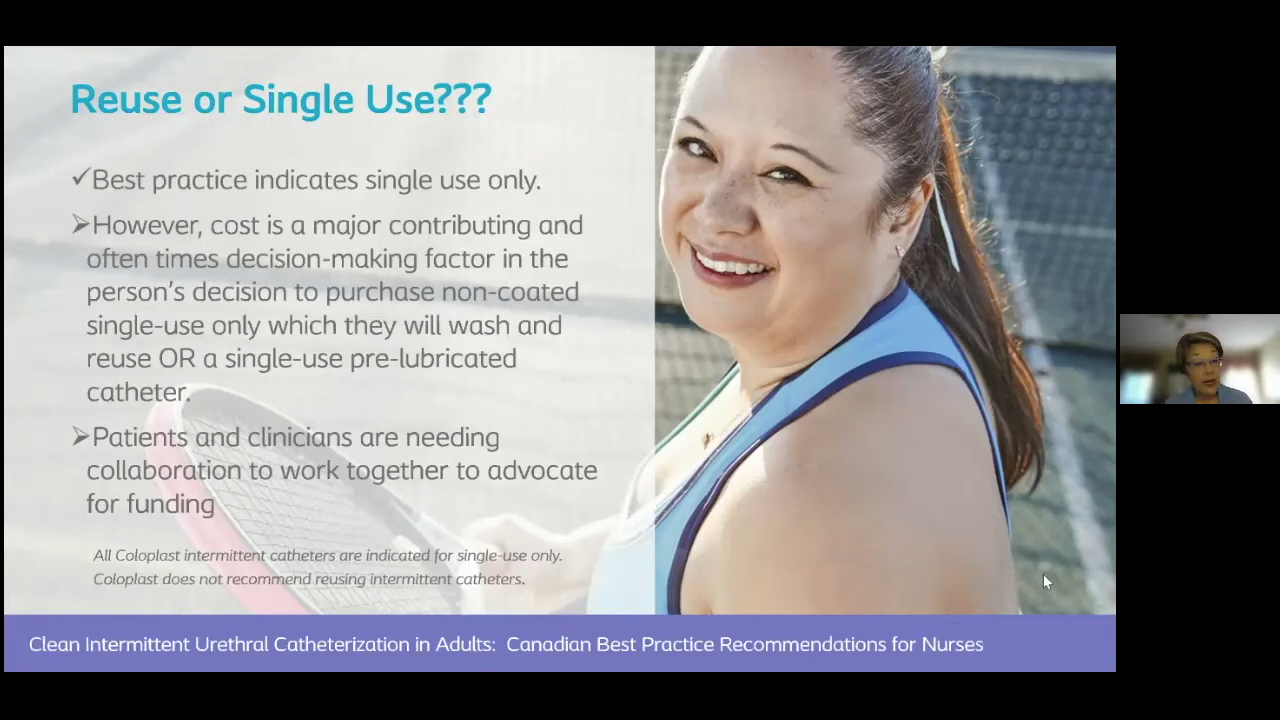 Reuse or Single Use???
✓Best practice indicates single use only.
➢However, cost is a major contributing and
often times decision-making factor in the
person's decision to purchase non-coated
single-use only which they will wash and
reuse OR a single-use pre-lubricated
catheter.
➢Patients and clinicians are needing
collaboration to work together to advocate
for funding
All Coloplast intermittent catheters are indicated for single-use only.
Coloplast does not recommend reusing intermittent catheters.
Clean Intermittent Urethral Catheterization in Adults:  Canadian Best Practice Recommendations for Nurses